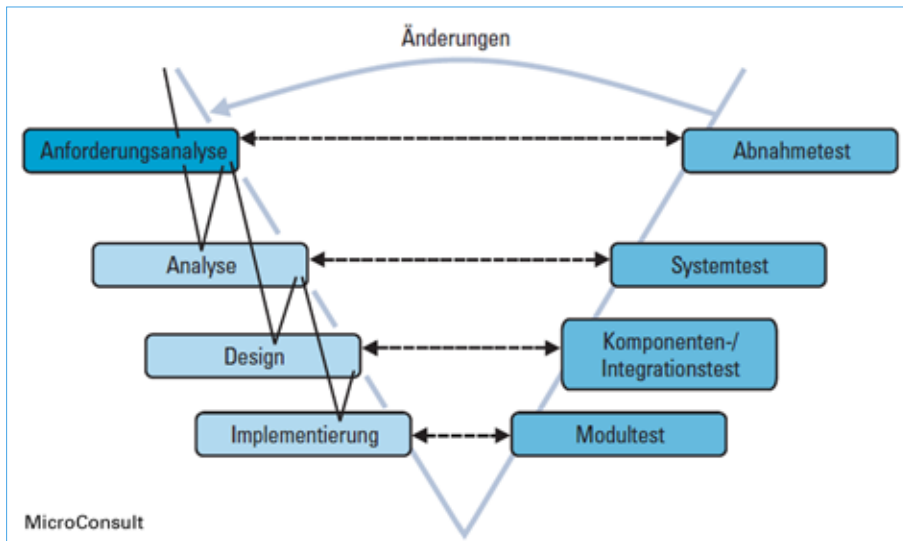 Änderungen
Anforderungsanalyse
Abnahmetest
Analyse
Systemtest
Design
Komponenten-/
Integrationstest
Implementierung
Modultest
MicroConsult